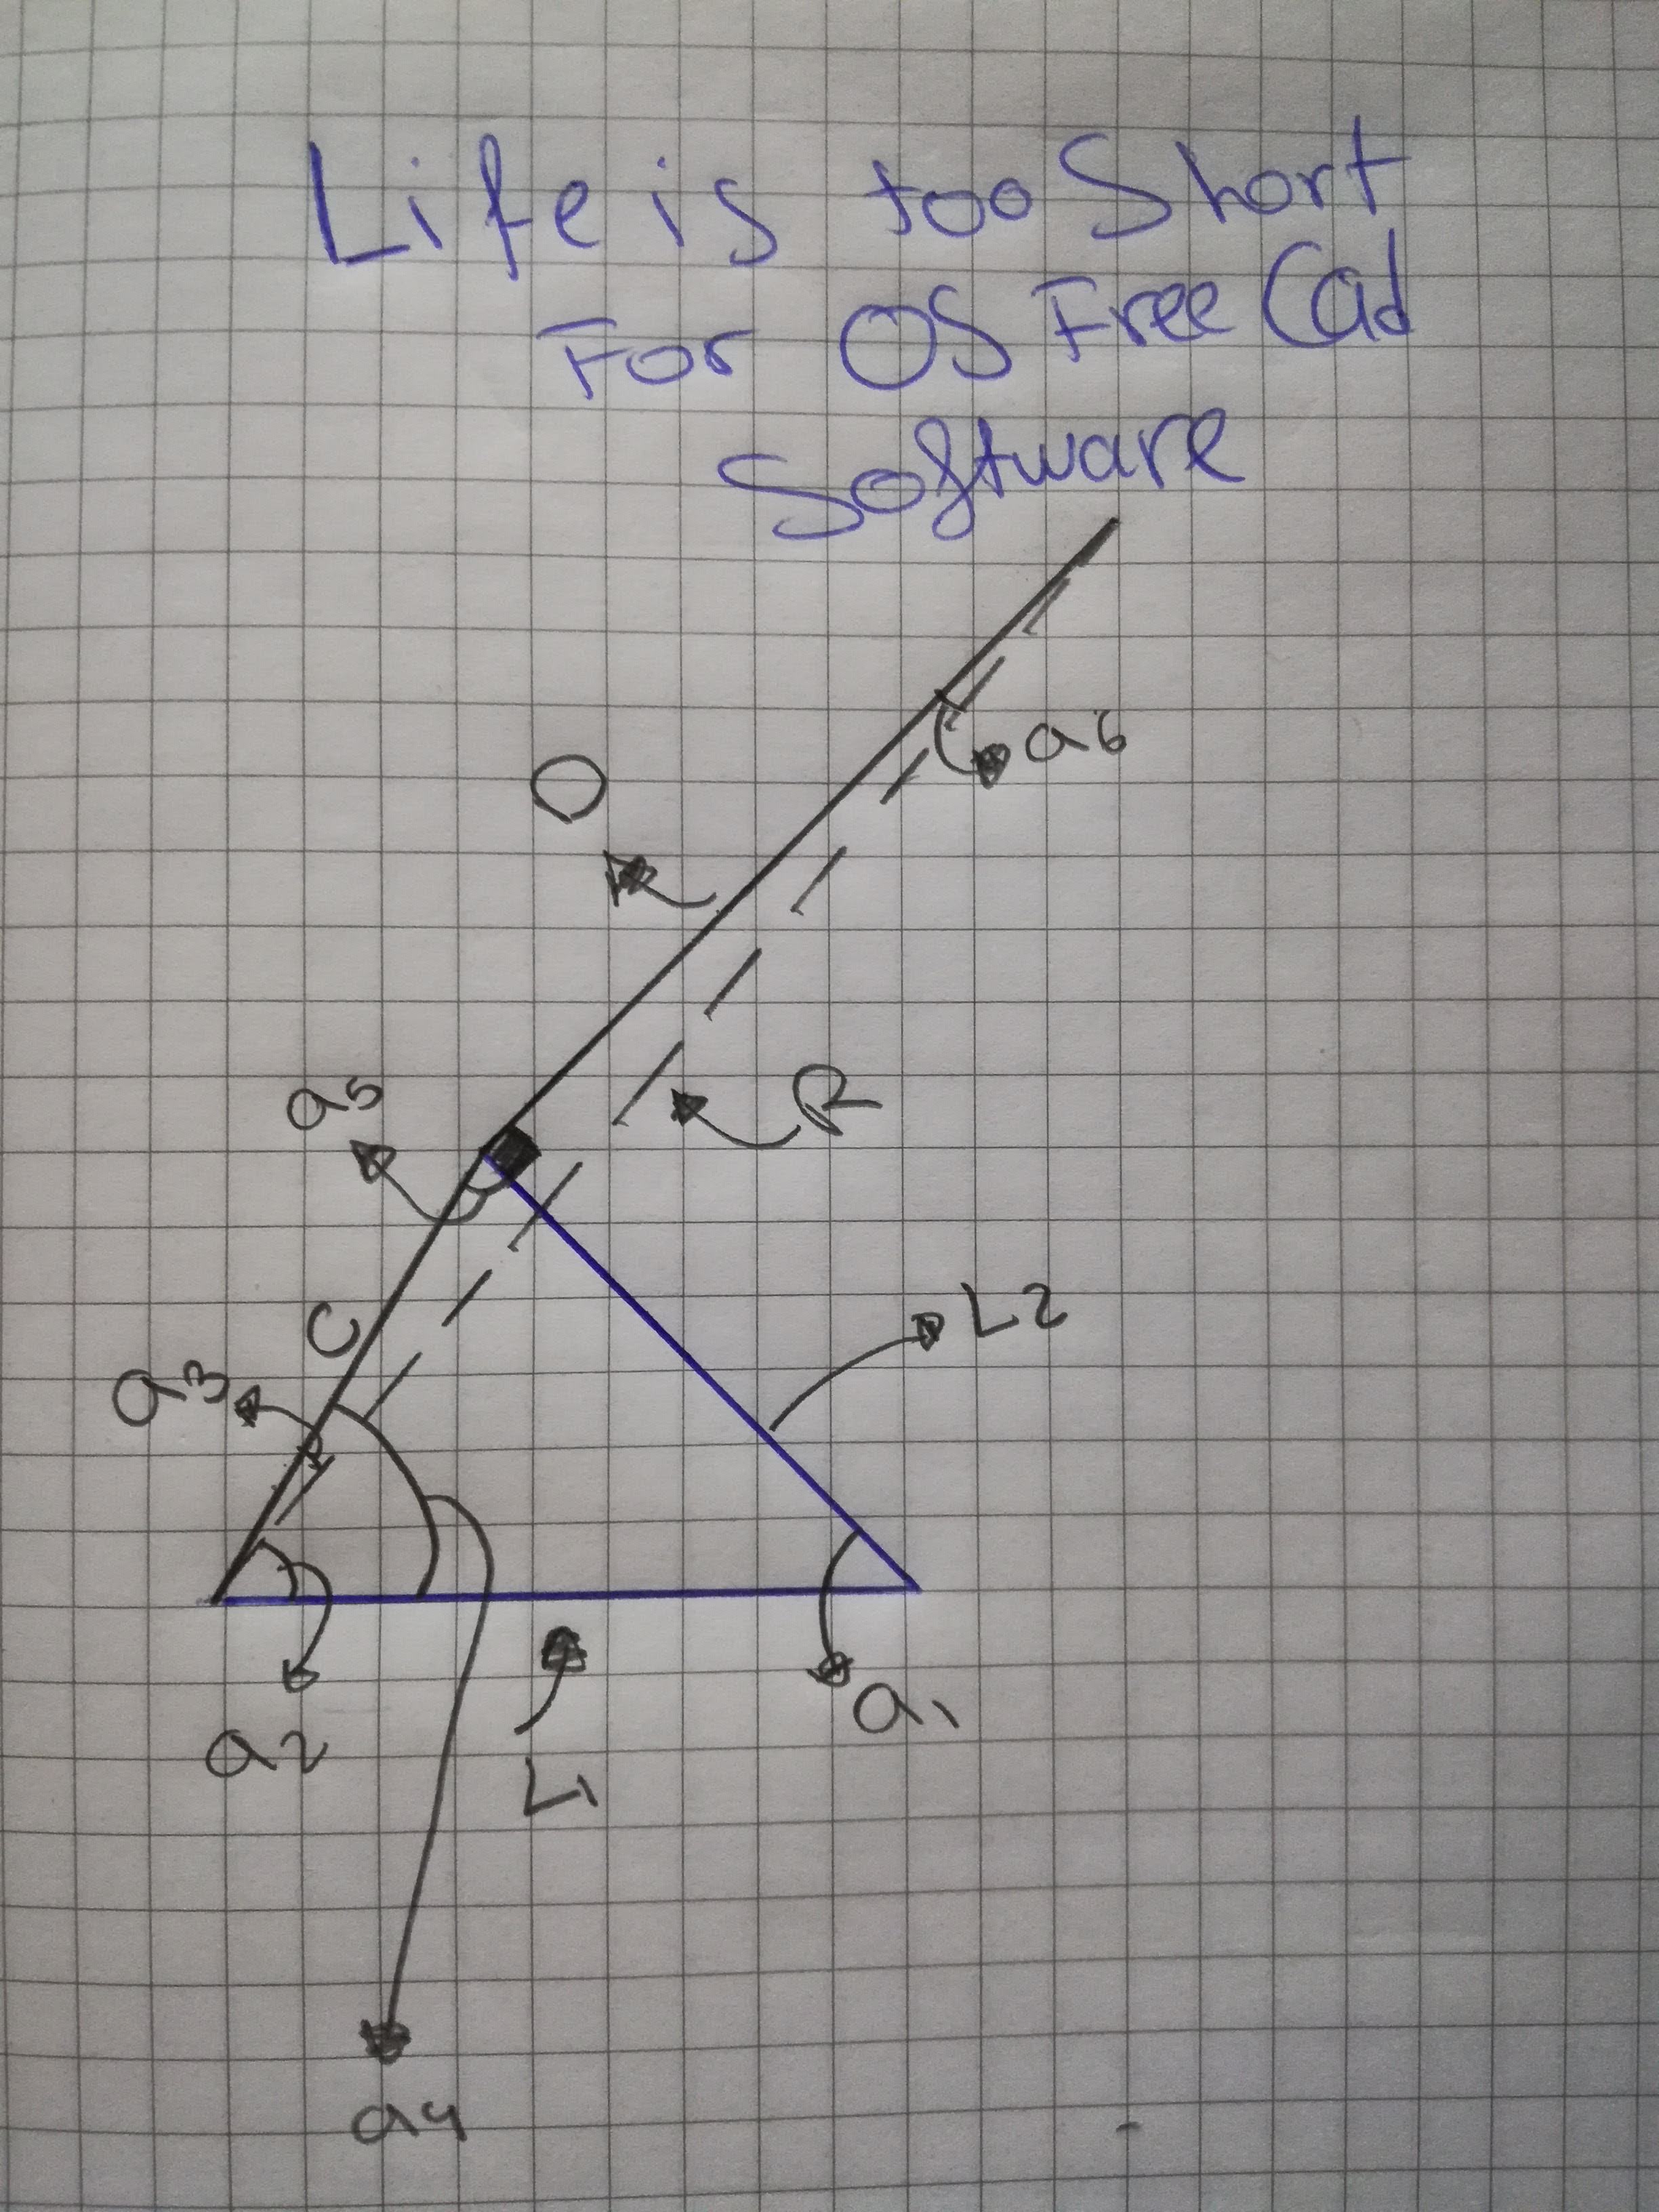 Life is too Short
For OS Free Cad
Software
a6
O
R
a5
L2
C
a3
a1
a2
L1
a4